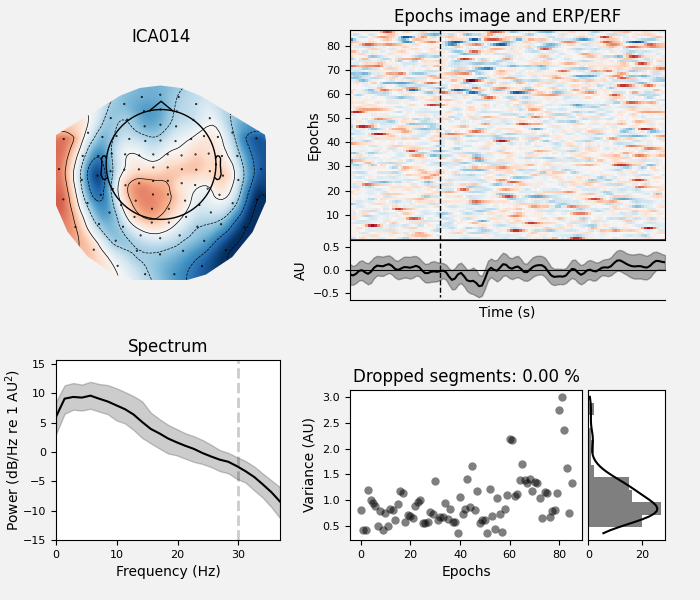 ICA014
Epochs image and ERP/ERF
80
70
60
50
40
30
20
10
Epochs
0.5
0.0
−0.5
AU
Time (s)
Spectrum
15
10
5
0
−5
−10
−15
Power (dB/Hz re 1 AU²)
0 10 20 30
Frequency (Hz)
Dropped segments: 0.00 %
3.0
2.5
2.0
1.5
1.0
0.5
Variance (AU)
0 20 40 60 80
Epochs
0 20